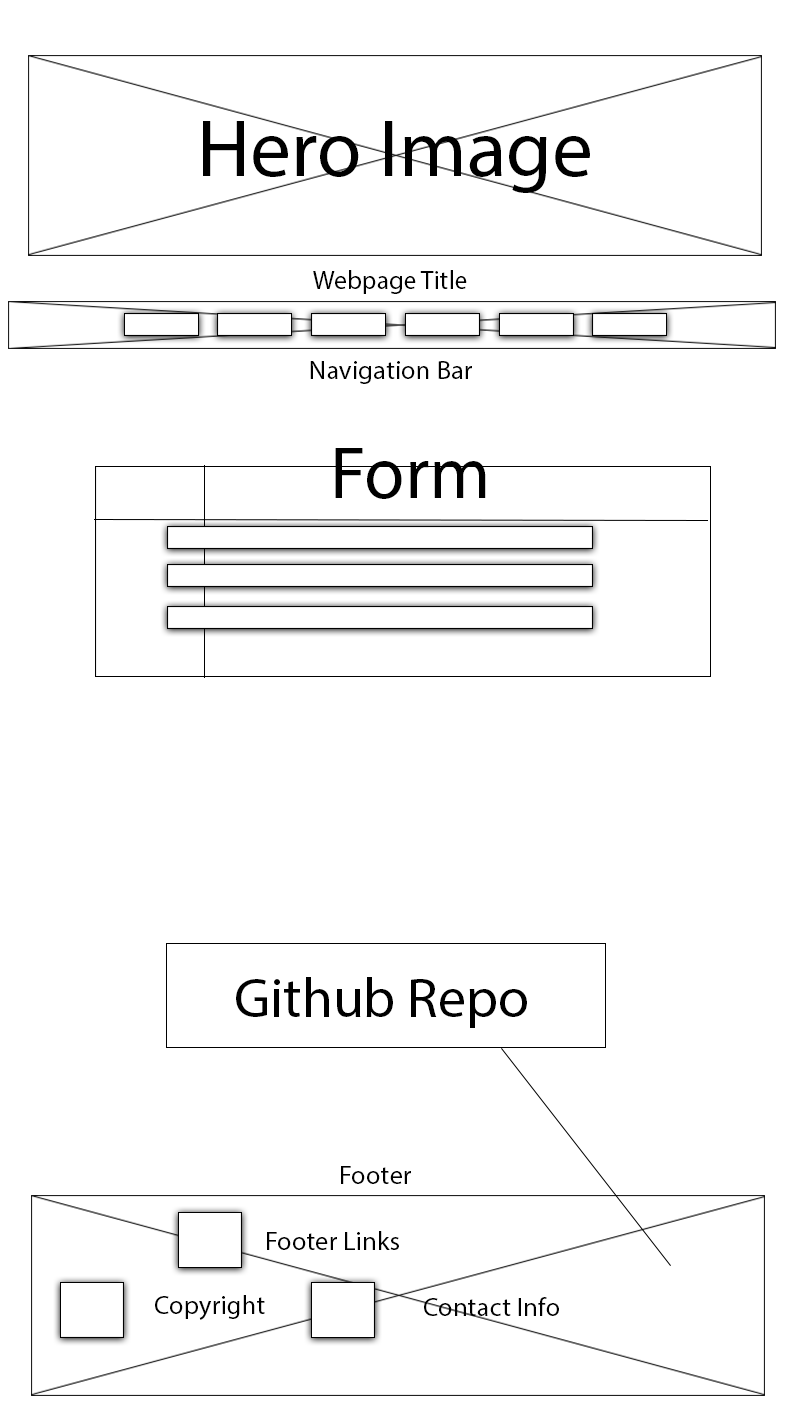 Hero Image
Webpage Title
Navigation Bar
Form
Github Repo
Footer
Footer Links
Copyright
Contact Info